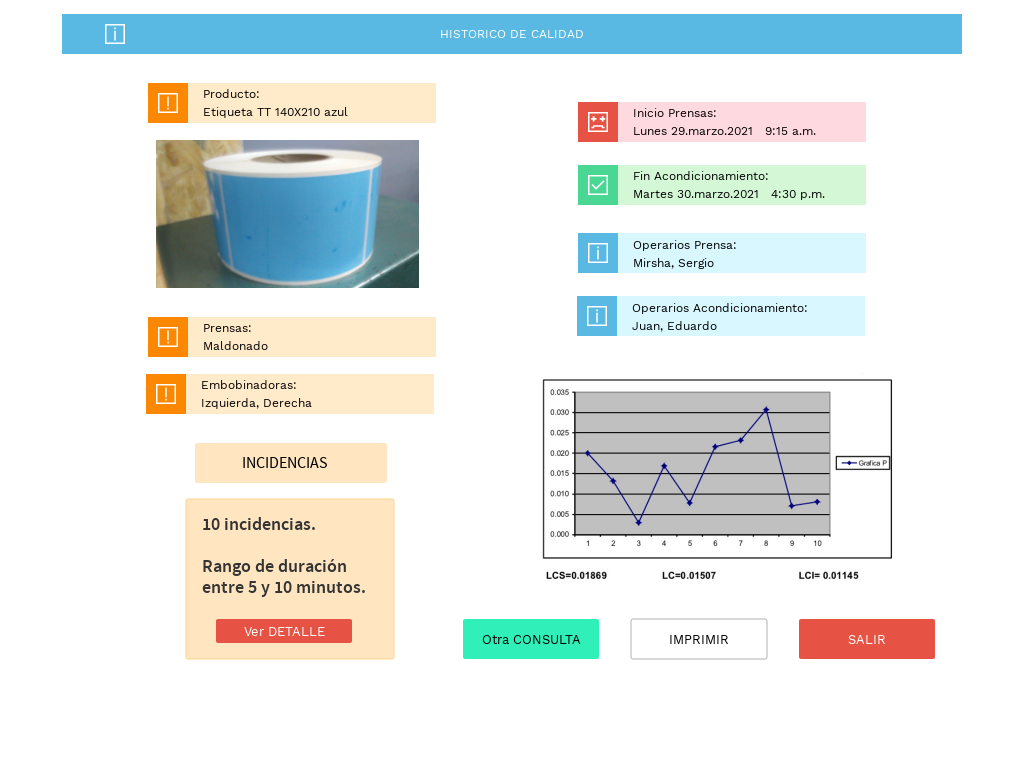 HISTORICO DE CALIDAD
Producto:
Etiqueta TT 140X210 azul
Prensas:
Maldonado
Embobinadoras:
Izquierda, Derecha
INCIDENCIAS
10 incidencias.
Rango de duración
entre 5 y 10 minutos.
Ver DETALLE
Inicio Prensas:
Lunes 29.marzo.2021 9:15 a.m.
Fin Acondicionamiento:
Martes 30.marzo.2021 4:30 p.m.
Operarios Prensa:
Mirsha, Sergio
Operarios Acondicionamiento:
Juan, Eduardo
0.035
0.030
0.025
0.020
0.015
0.010
0.005
0.000
1 2 3 4 5 6 7 8 9 10
Grafica P
LCS=0.01869 LC=0.01507 LCI= 0.01145
Otra CONSULTA
IMPRIMIR
SALIR